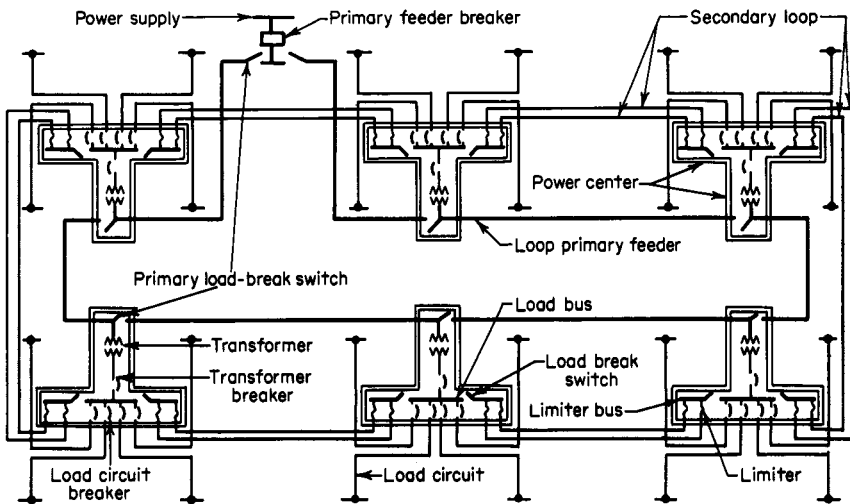 Power supply
Primary feeder breaker
Secondary loop
Power center
Loop primary feeder
Primary load-break switch
Load bus
Transformer
Load break
switch
Transformer
breaker
Limiter bus
Load circuit
breaker
Load circuit
Limiter